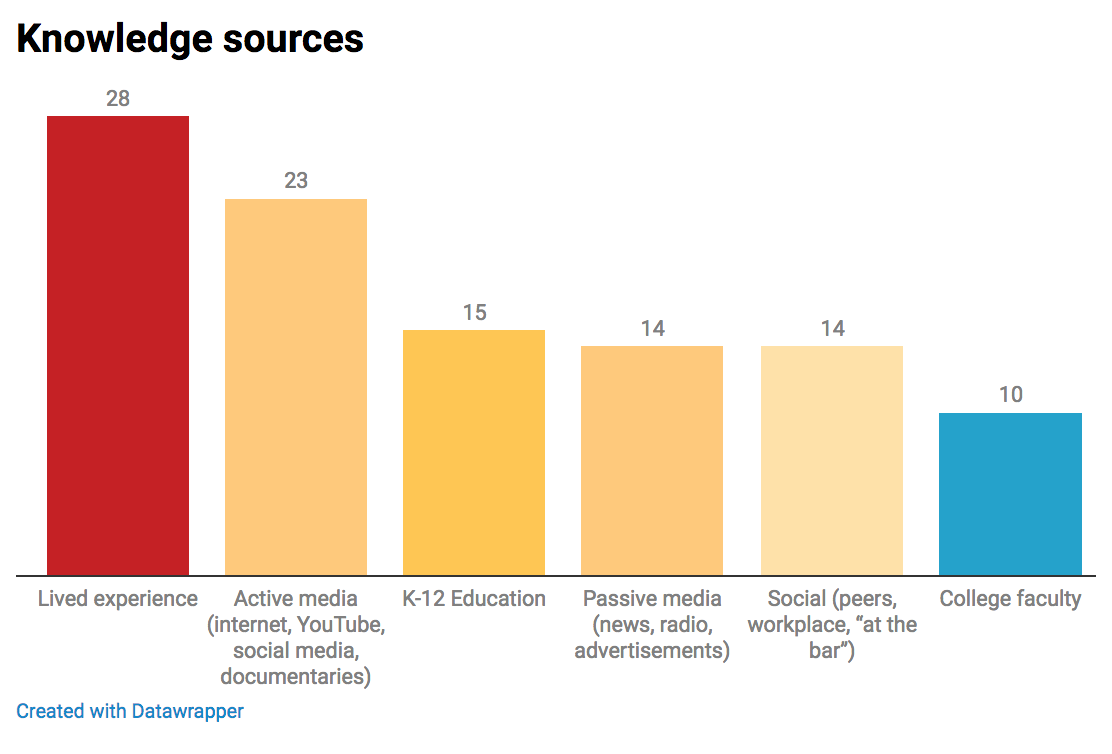 Knowledge sources
28
23
15
14
14
10
Lived experience
Active media
(internet, YouTube,
social media,
documentaries)
K-12 Education
Passive media
(news, radio,
advertisements)
Social (peers,
workplace, “at the
bar”)
College faculty
Created with Datawrapper